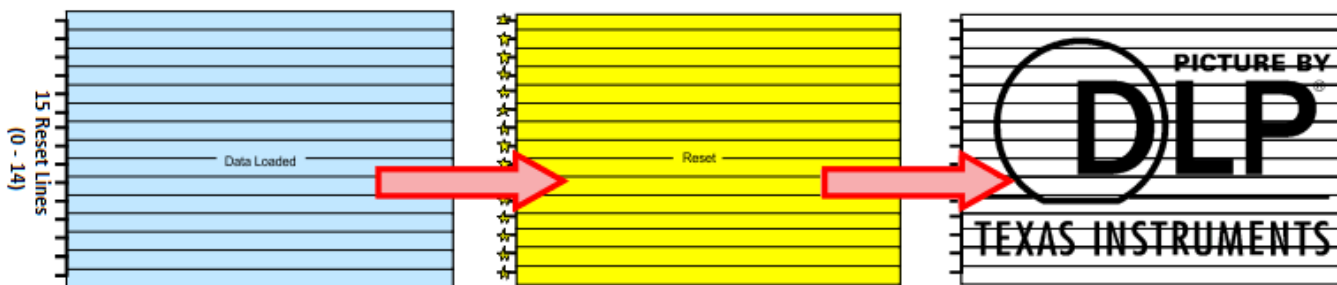 15 Reset Lines
(0 - 14)
Data Loaded
Reset
PICTURE BY
DLP®
TEXAS INSTRUMENTS